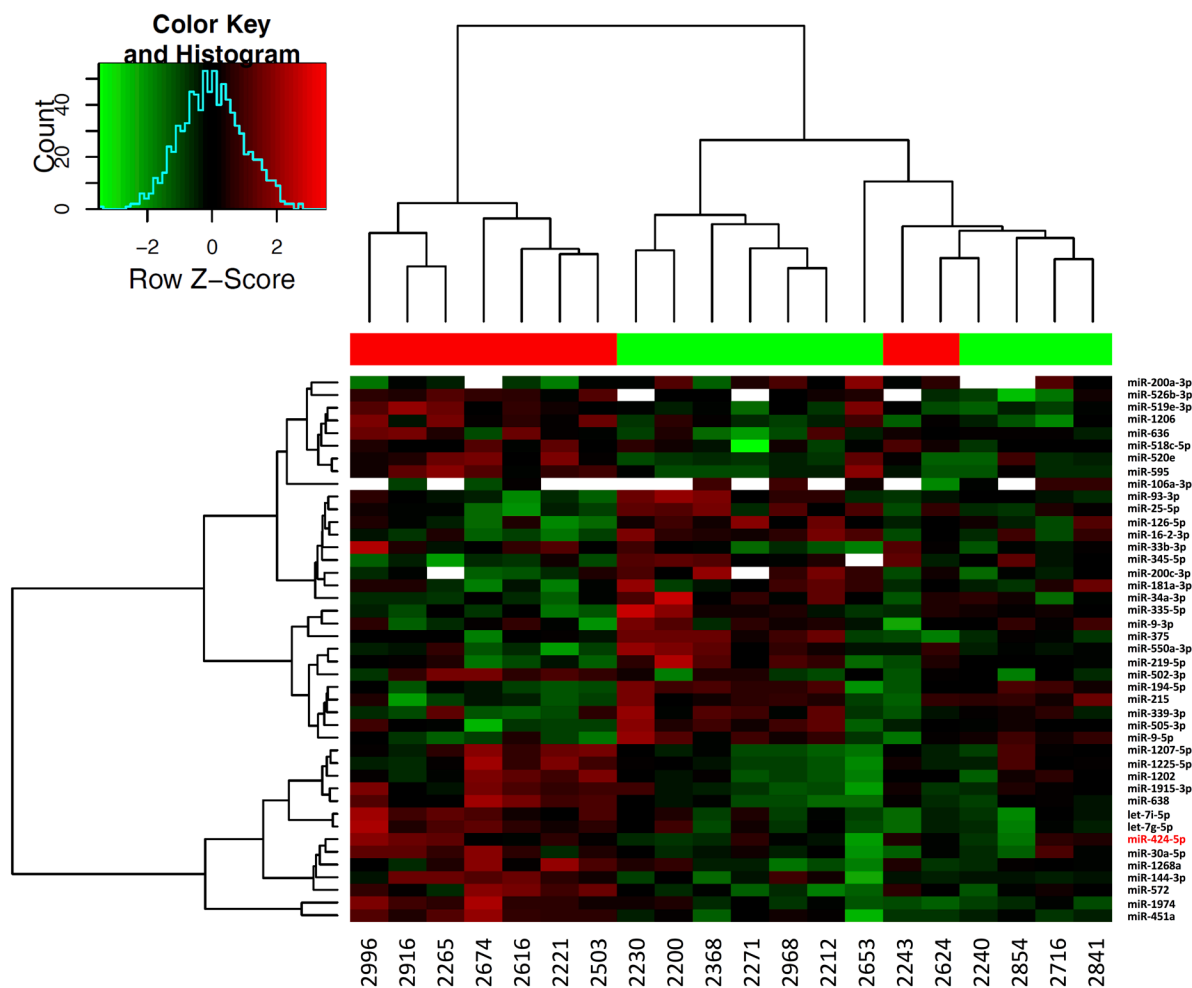 Color Key
and Histogram
Count
0
20
40
−2
0
2
Row Z−Score
miR-200a-3p
miR-526b-3p
miR-519e-3p
miR-1206
miR-636
miR-518c-5p
miR-520e
miR-595
miR-106a-3p
miR-93-3p
miR-25-5p
miR-126-5p
miR-16-2-3p
miR-33b-3p
miR-345-5p
miR-200c-3p
miR-181a-3p
miR-34a-3p
miR-335-5p
miR-9-3p
miR-375
miR-550a-3p
miR-219-5p
miR-502-3p
miR-194-5p
miR-215
miR-339-3p
miR-505-3p
miR-9-5p
miR-1207-5p
miR-1225-5p
miR-1202
miR-1915-3p
miR-638
let-7i-5p
let-7g-5p
miR-424-5p
miR-30a-5p
miR-1268a
miR-144-3p
miR-572
miR-1974
miR-451a
2996
2916
2265
2674
2616
2221
2503
2230
2200
2368
2271
2968
2212
2653
2243
2624
2240
2854
2716
2841